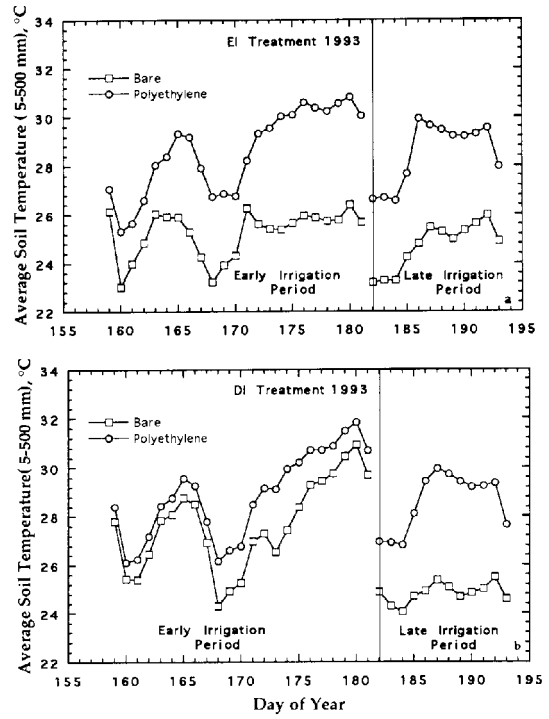 EI Treatment 1993
Bare
Polyethylene
Average Soil Temperature ( 5-500 mm), °C
34
32
30
28
26
24
22
Early Irrigation
Period
Late Irrigation
Period
a
155 160 165 170 175 180 185 190 195
DI Treatment 1993
Bare
Polyethylene
Average Soil Temperature( 5-500 mm), °C
34
32
30
28
26
24
22
Early Irrigation
Period
Late Irrigation
Period
b
155 160 165 170 175 180 185 190 195
Day of Year